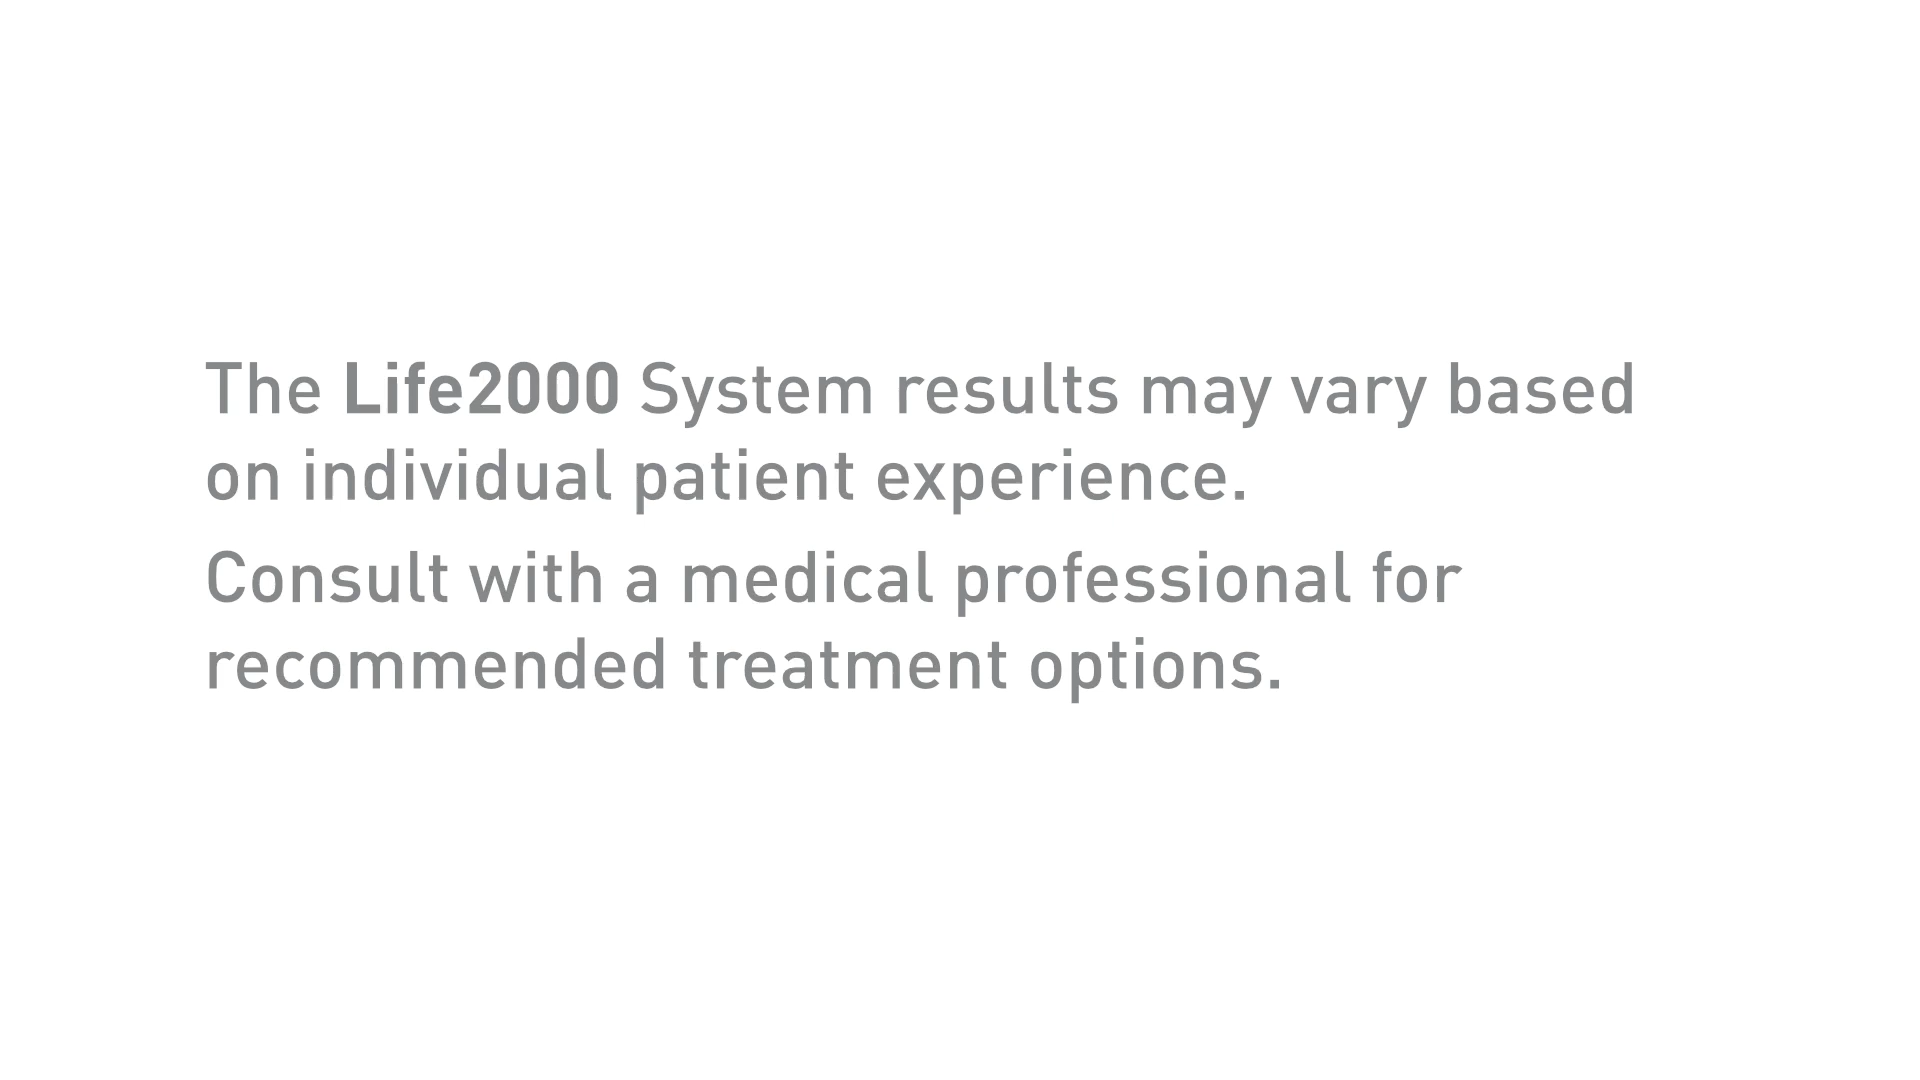 The Life2000 System results may vary based
on individual patient experience.
Consult with a medical professional for
recommended treatment options.